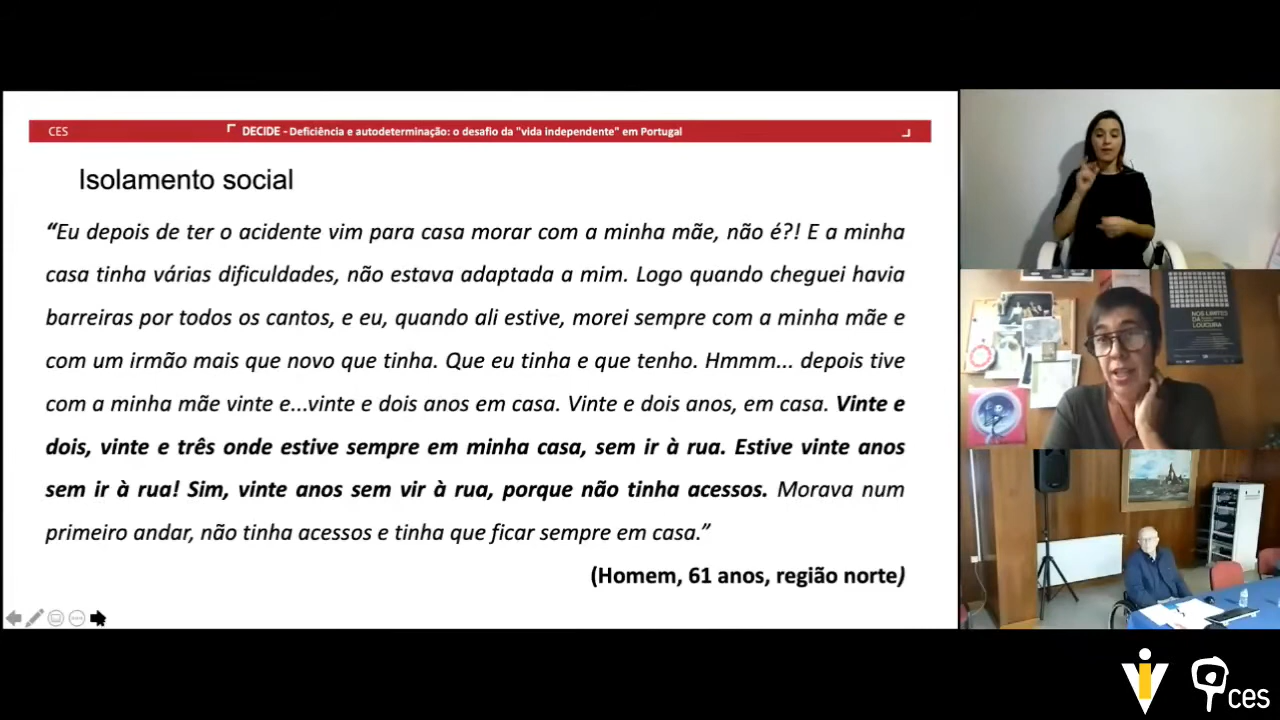 CES
DECIDE - Deficiência e autodeterminação: o desafio da "vida independente" em Portugal
Isolamento social
“Eu depois de ter o acidente vim para casa morar com a minha mãe, não é?! E a minha
casa tinha várias dificuldades, não estava adaptada a mim. Logo quando cheguei havia
barreiras por todos os cantos, e eu, quando ali estive, morei sempre com a minha mãe e
com um irmão mais que novo que tinha. Que eu tinha e que tenho. Hmmm... depois tive
com a minha mãe vinte e...vinte e dois anos em casa. Vinte e dois anos, em casa. Vinte e
dois, vinte e três onde estive sempre em minha casa, sem ir à rua. Estive vinte anos
sem ir à rua! Sim, vinte anos sem vir à rua, porque não tinha acessos. Morava num
primeiro andar, não tinha acessos e tinha que ficar sempre em casa.”
(Homem, 61 anos, região norte)
NOS LIMITES
DA
LOUCURA
ces